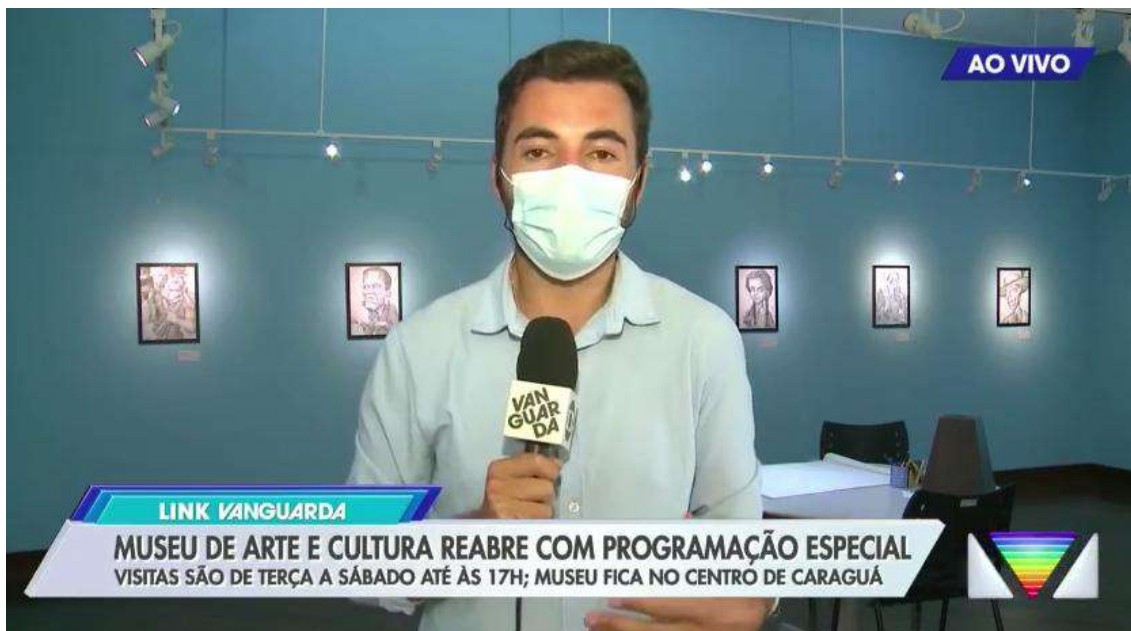 AO VIVO
VAN
GUAR
DA
LINK VANGUARDA
MUSEU DE ARTE E CULTURA REABRE COM PROGRAMAÇÃO ESPECIAL
VISITAS SÃO DE TERÇA A SÁBADO ATÉ ÀS 17H; MUSEU FICA NO CENTRO DE CARAGUÁ